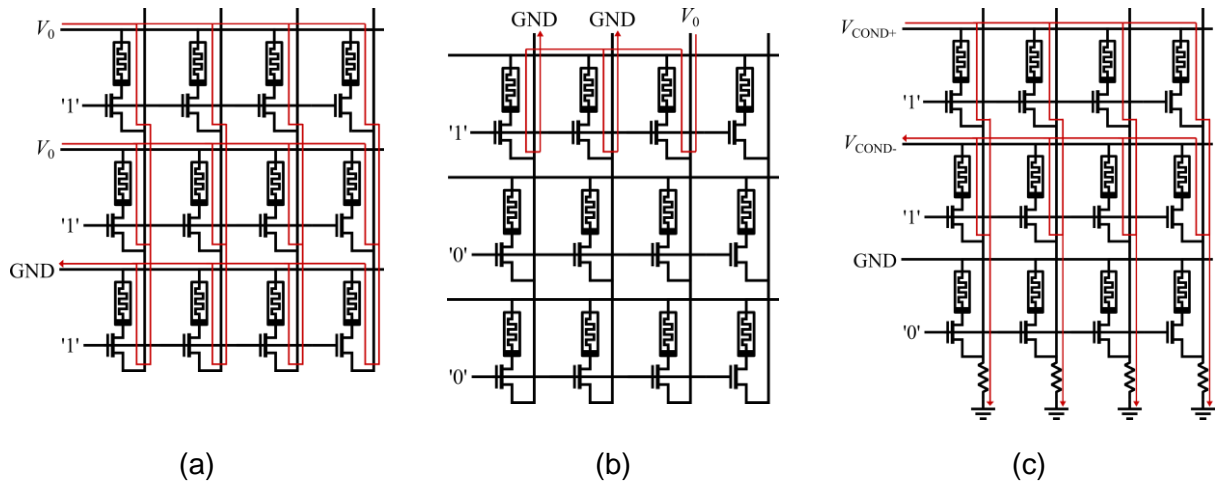 V0
'1'
V0
'1'
GND
'1'
(a)
GND GND V0
'1'
'0'
'0'
(b)
VCOND+
'1'
VCOND-
'1'
GND
'0'
(c)